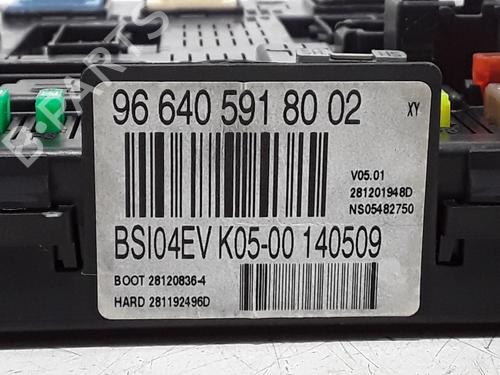 96 640 591 80 02
XY
V05.01
281201948D
NS05482750
BSI04EV K05-00 140509
BOOT 28120836-4
HARD 281192496D
B-PARTS